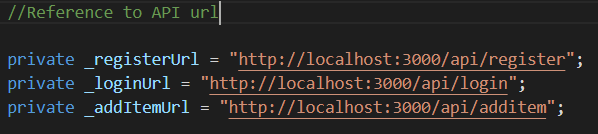 //Reference to API url
private _registerUrl = "http://localhost:3000/api/register";
private _loginUrl = "http://localhost:3000/api/login";
private _addItemUrl = "http://localhost:3000/api/additem";